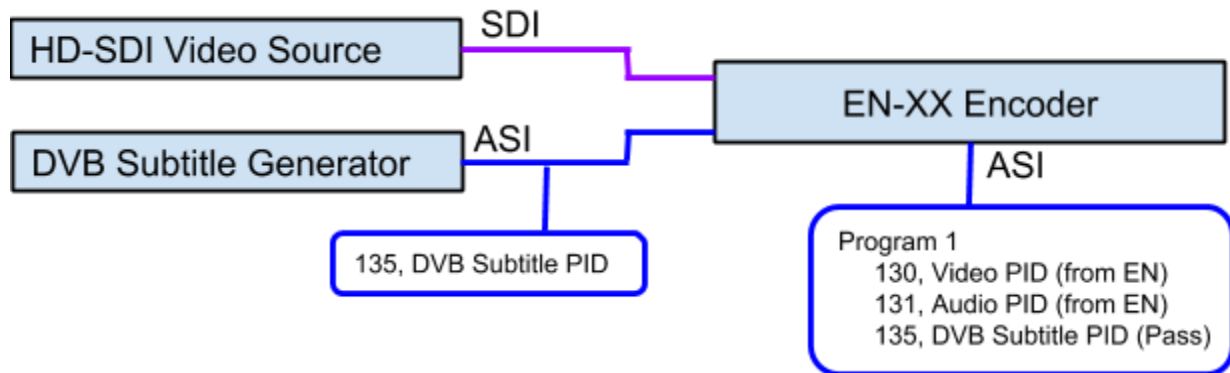 SDI
HD-SDI Video Source
EN-XX Encoder
ASI
DVB Subtitle Generator
ASI
135, DVB Subtitle PID
Program 1
130, Video PID (from EN)
131, Audio PID (from EN)
135, DVB Subtitle PID (Pass)